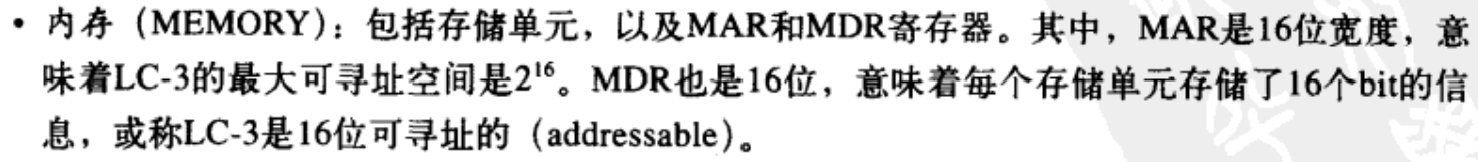 • 内存（MEMORY）：包括存储单元，以及MAR和MDR寄存器。其中，MAR是16位宽度，意
味着LC-3的最大可寻址空间是2¹⁶。MDR也是16位，意味着每个存储单元存储了16个bit的信
息，或称LC-3是16位可寻址的（addressable）。